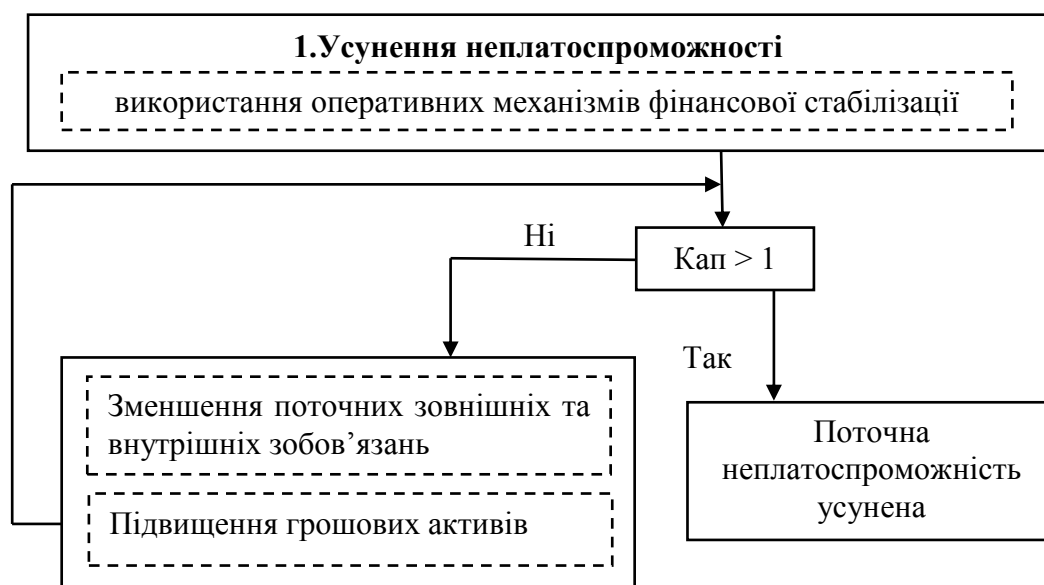 1.Усунення неплатоспроможності
використання оперативних механізмів фінансової стабілізації
Ні
Кап > 1
Так
Зменшення поточних зовнішніх та
внутрішніх зобов’язань
Підвищення грошових активів
Поточна
неплатоспроможність
усунена